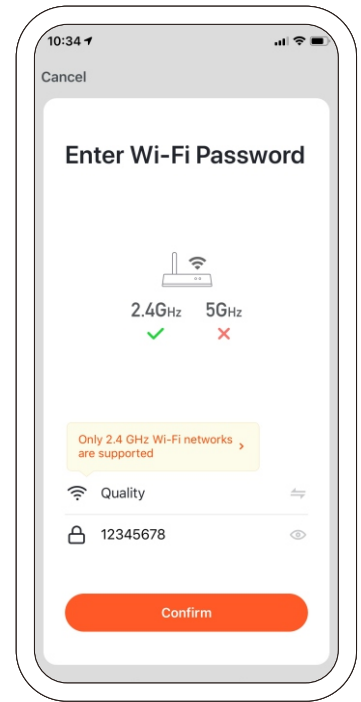 10:34
Cancel
Enter Wi-Fi Password
2.4GHz 5GHz
Only 2.4 GHz Wi-Fi networks
are supported
Quality
12345678
Confirm